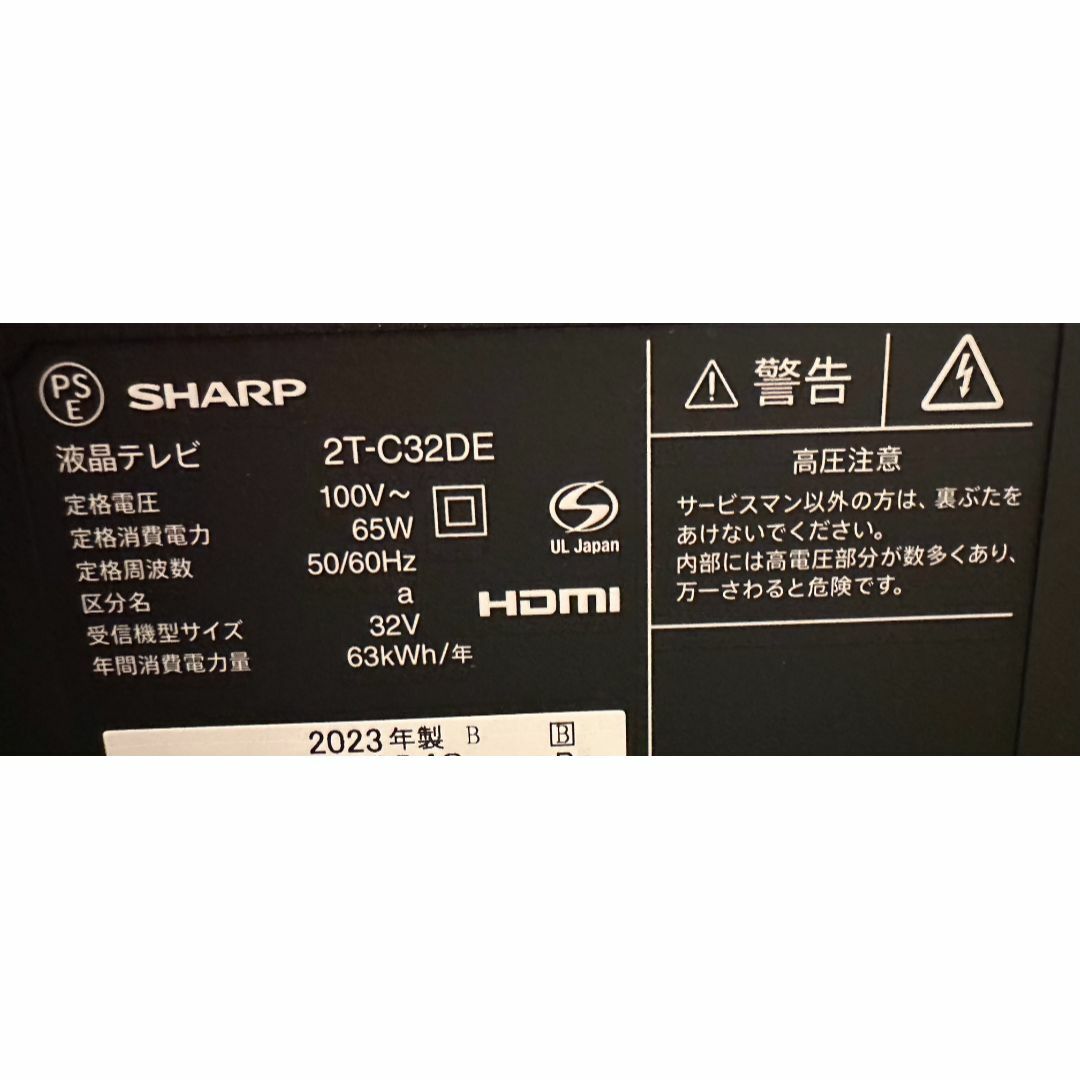 PSE SHARP
液晶テレビ 2T-C32DE
定格電圧 100V~
定格消費電力 65W
定格周波数 50/60Hz
区分名 a
受信機型サイズ 32V
年間消費電力量 63kWh/年
UL Japan
HDMI
2023年製 B B
警告
高圧注意
サービスマン以外の方は、裏ぶたを
あけないでください。
内部には高電圧部分が数多くあり、
万一さわると危険です。